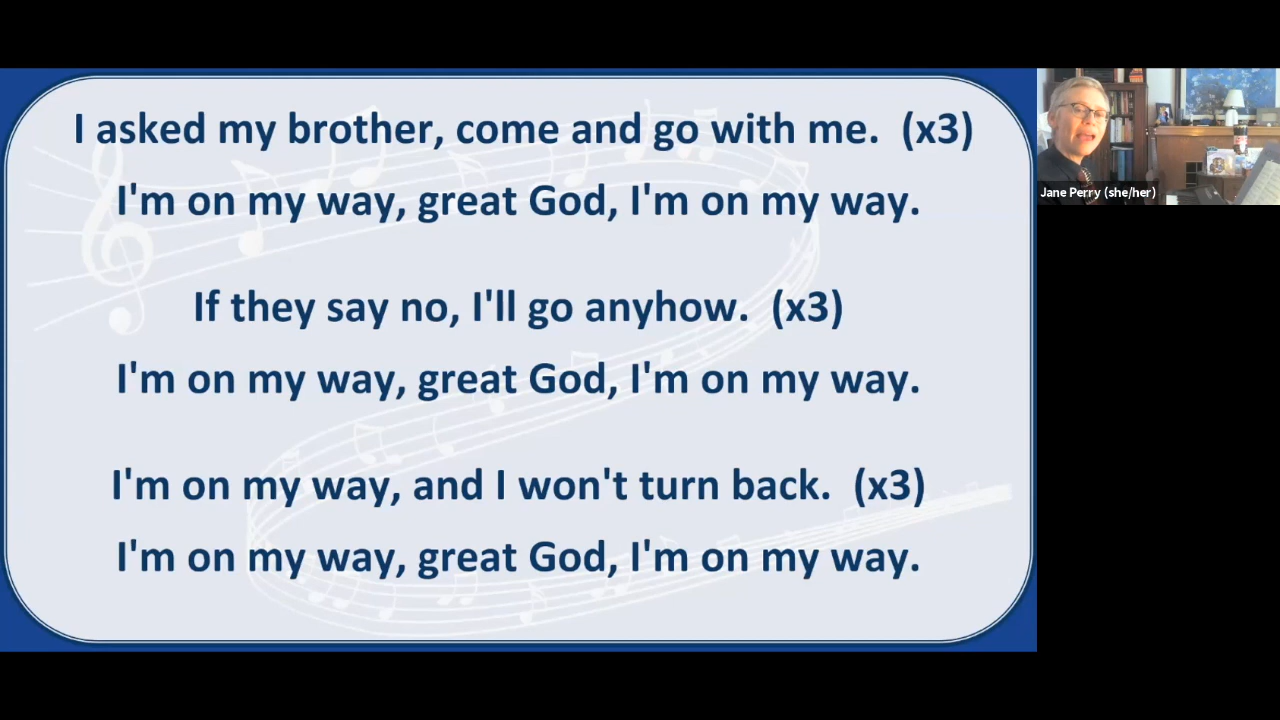 I asked my brother, come and go with me. (x3)
I'm on my way, great God, I'm on my way.
If they say no, I'll go anyhow. (x3)
I'm on my way, great God, I'm on my way.
I'm on my way, and I won't turn back. (x3)
I'm on my way, great God, I'm on my way.
Jane Perry (she/her)